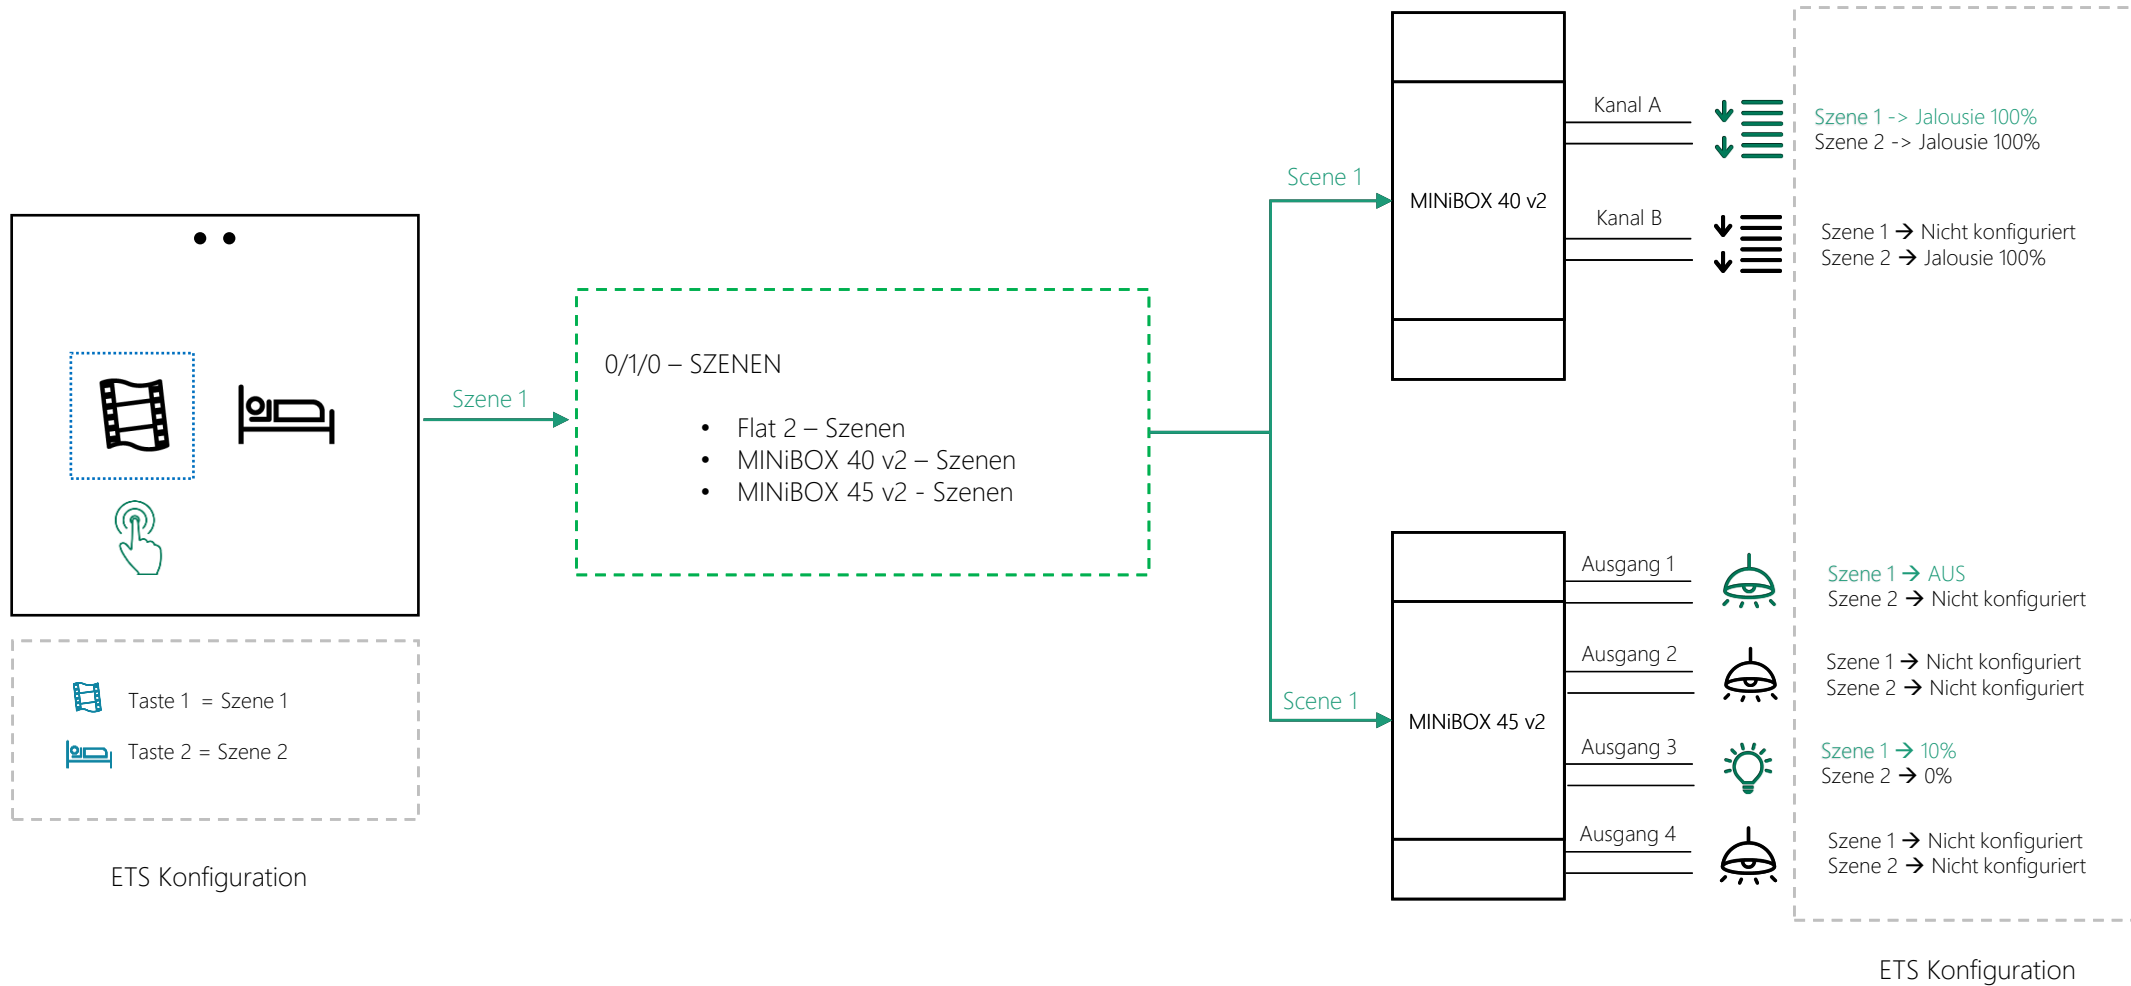 Szene 1
0/1/0 – SZENEN
• Flat 2 – Szenen
• MINiBOX 40 v2 – Szenen
• MINiBOX 45 v2 - Szenen
Taste 1 = Szene 1
Taste 2 = Szene 2
ETS Konfiguration
Scene 1
MINiBOX 40 v2
Kanal A
Szene 1 -> Jalousie 100%
Szene 2 -> Jalousie 100%
Kanal B
Szene 1 → Nicht konfiguriert
Szene 2 → Jalousie 100%
Scene 1
MINiBOX 45 v2
Ausgang 1
Szene 1 → AUS
Szene 2 → Nicht konfiguriert
Ausgang 2
Szene 1 → Nicht konfiguriert
Szene 2 → Nicht konfiguriert
Ausgang 3
Szene 1 → 10%
Szene 2 → 0%
Ausgang 4
Szene 1 → Nicht konfiguriert
Szene 2 → Nicht konfiguriert
ETS Konfiguration